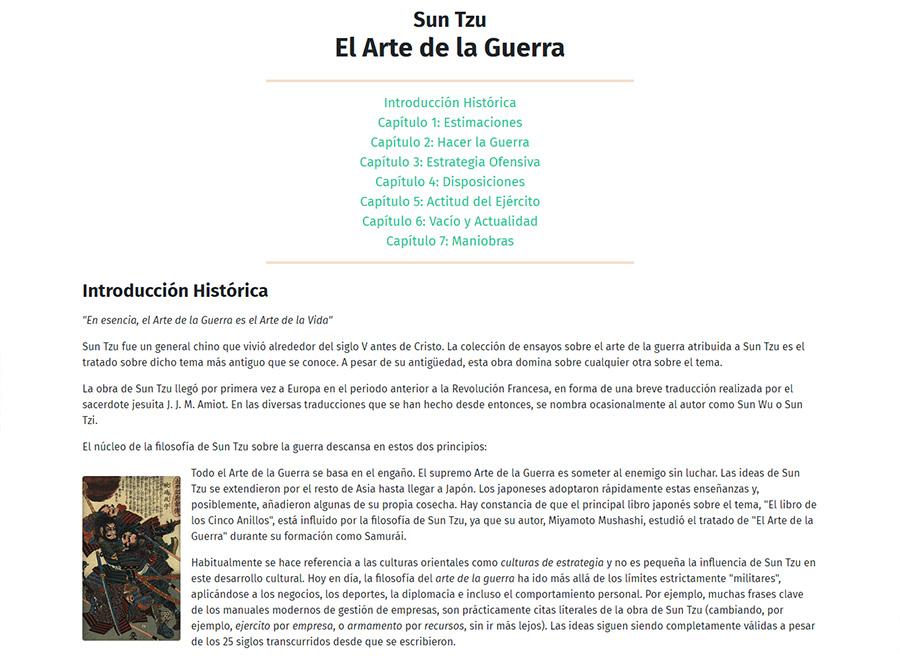 Sun Tzu
El Arte de la Guerra
Introducción Histórica
Capítulo 1: Estimaciones
Capítulo 2: Hacer la Guerra
Capítulo 3: Estrategia Ofensiva
Capítulo 4: Disposiciones
Capítulo 5: Actitud del Ejército
Capítulo 6: Vacío y Actualidad
Capítulo 7: Maniobras
Introducción Histórica
"En esencia, el Arte de la Guerra es el Arte de la Vida"
Sun Tzu fue un general chino que vivió alrededor del siglo V antes de Cristo. La colección de ensayos sobre el arte de la guerra atribuida a Sun Tzu es el
tratado sobre dicho tema más antiguo que se conoce. A pesar de su antigüedad, esta obra domina sobre cualquier otra sobre el tema.
La obra de Sun Tzu llegó por primera vez a Europa en el periodo anterior a la Revolución Francesa, en forma de una breve traducción realizada por el
sacerdote jesuita J. J. M. Amiot. En las diversas traducciones que se han hecho desde entonces, se nombra ocasionalmente al autor como Sun Wu o Sun
Tzi.
El núcleo de la filosofía de Sun Tzu sobre la guerra descansa en estos dos principios:
Todo el Arte de la Guerra se basa en el engaño. El supremo Arte de la Guerra es someter al enemigo sin luchar. Las ideas de Sun
Tzu se extendieron por el resto de Asia hasta llegar a Japón. Los japoneses adoptaron rápidamente estas enseñanzas y,
posiblemente, añadieron algunas de su propia cosecha. Hay constancia de que el principal libro japonés sobre el tema, "El libro de
los Cinco Anillos", está influido por la filosofía de Sun Tzu, ya que su autor, Miyamoto Mushashi, estudió el tratado de "El Arte de la
Guerra" durante su formación como Samurái.
Habitualmente se hace referencia a las culturas orientales como culturas de estrategia y no es pequeña la influencia de Sun Tzu en
este desarrollo cultural. Hoy en día, la filosofía del arte de la guerra ha ido más allá de los límites estrictamente "militares",
aplicándose a los negocios, los deportes, la diplomacia e incluso el comportamiento personal. Por ejemplo, muchas frases clave
de los manuales modernos de gestión de empresas, son prácticamente citas literales de la obra de Sun Tzu (cambiando, por
ejemplo, ejercito por empresa, o armamento por recursos, sin ir más lejos). Las ideas siguen siendo completamente válidas a pesar
de los 25 siglos transcurridos desde que se escribieron.